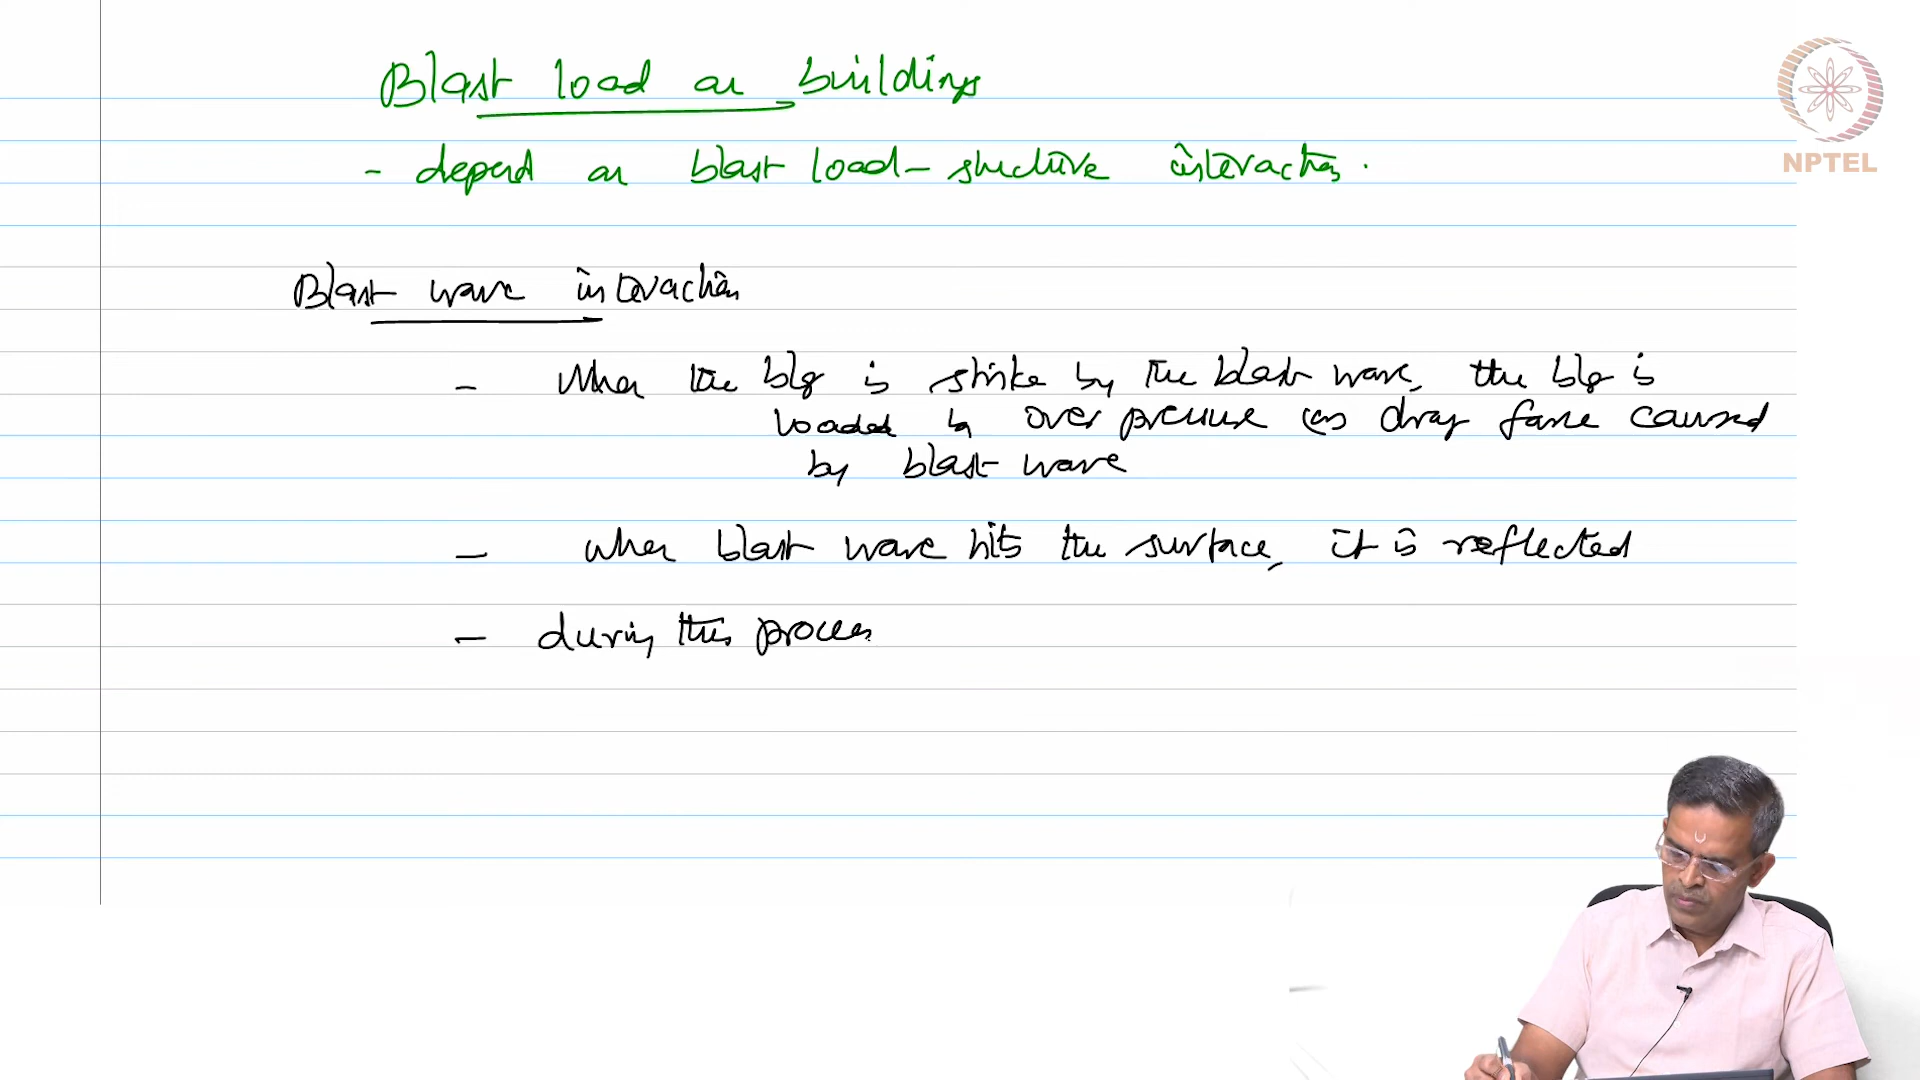 Blast load on buildings
NPTEL
- depend on blast load - structure interaction.
Blast wave interaction
- When the bldg is strike by the blast wave, the bldg is
loaded by over pressure (or) drag force caused
by blast wave
- when blast wave hits the surface, it is reflected
- during this process